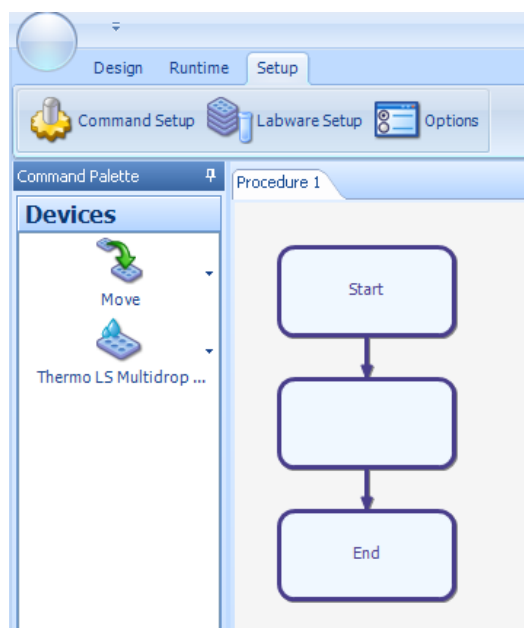 Design Runtime Setup
Command Setup Labware Setup Options
Command Palette
Procedure 1
Devices
Move
Thermo LS Multidrop ...
Start
End